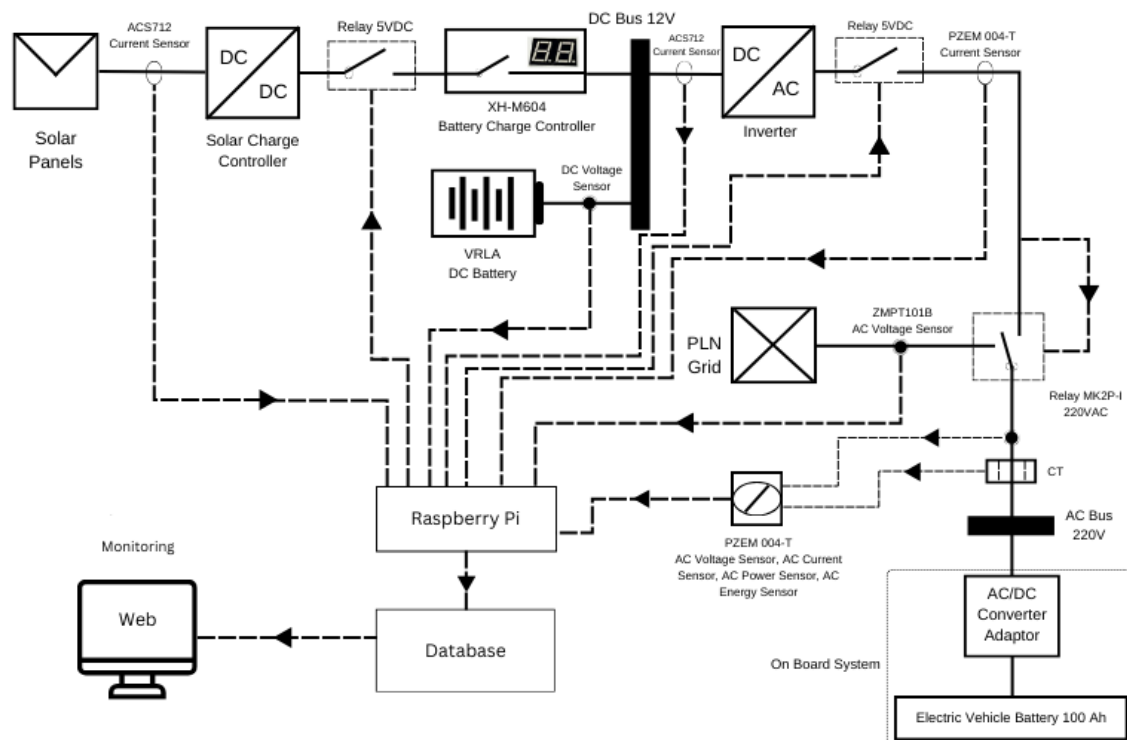 ACS712
Current Sensor
Relay 5VDC
DC Bus 12V
ACS712
Current Sensor
Relay 5VDC
PZEM 004-T
Current Sensor
DC
DC
8.8.
DC
AC
Solar
Panels
Solar Charge
Controller
XH-M604
Battery Charge Controller
Inverter
DC Voltage
Sensor
VRLA
DC Battery
PLN
Grid
ZMPT101B
AC Voltage Sensor
Relay MK2P-I
220VAC
CT
Raspberry Pi
PZEM 004-T
AC Voltage Sensor, AC Current
Sensor, AC Power Sensor, AC
Energy Sensor
AC Bus
220V
Monitoring
Web
Database
AC/DC
Converter
Adaptor
On Board System
Electric Vehicle Battery 100 Ah